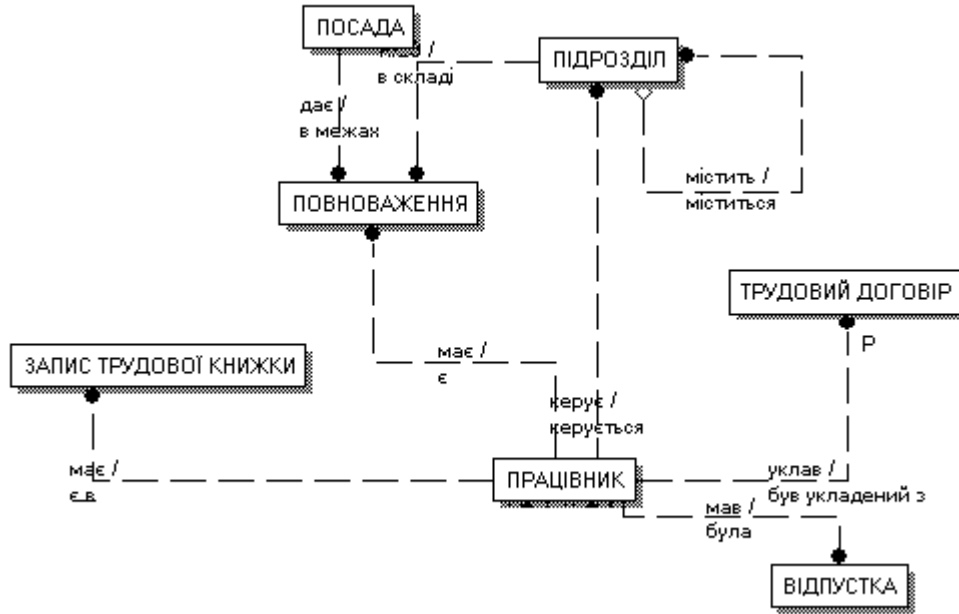 ПОСАДА
ПІДРОЗДІЛ
/
в складі
дає /
в межах
містить /
міститься
ПОВНОВАЖЕННЯ
ТРУДОВИЙ ДОГОВІР
P
ЗАПИС ТРУДОВОЇ КНИЖКИ
має /
є
керує /
керується
має /
є в
ПРАЦІВНИК
уклав /
був укладений з
мав /
була
ВІДПУСТКА